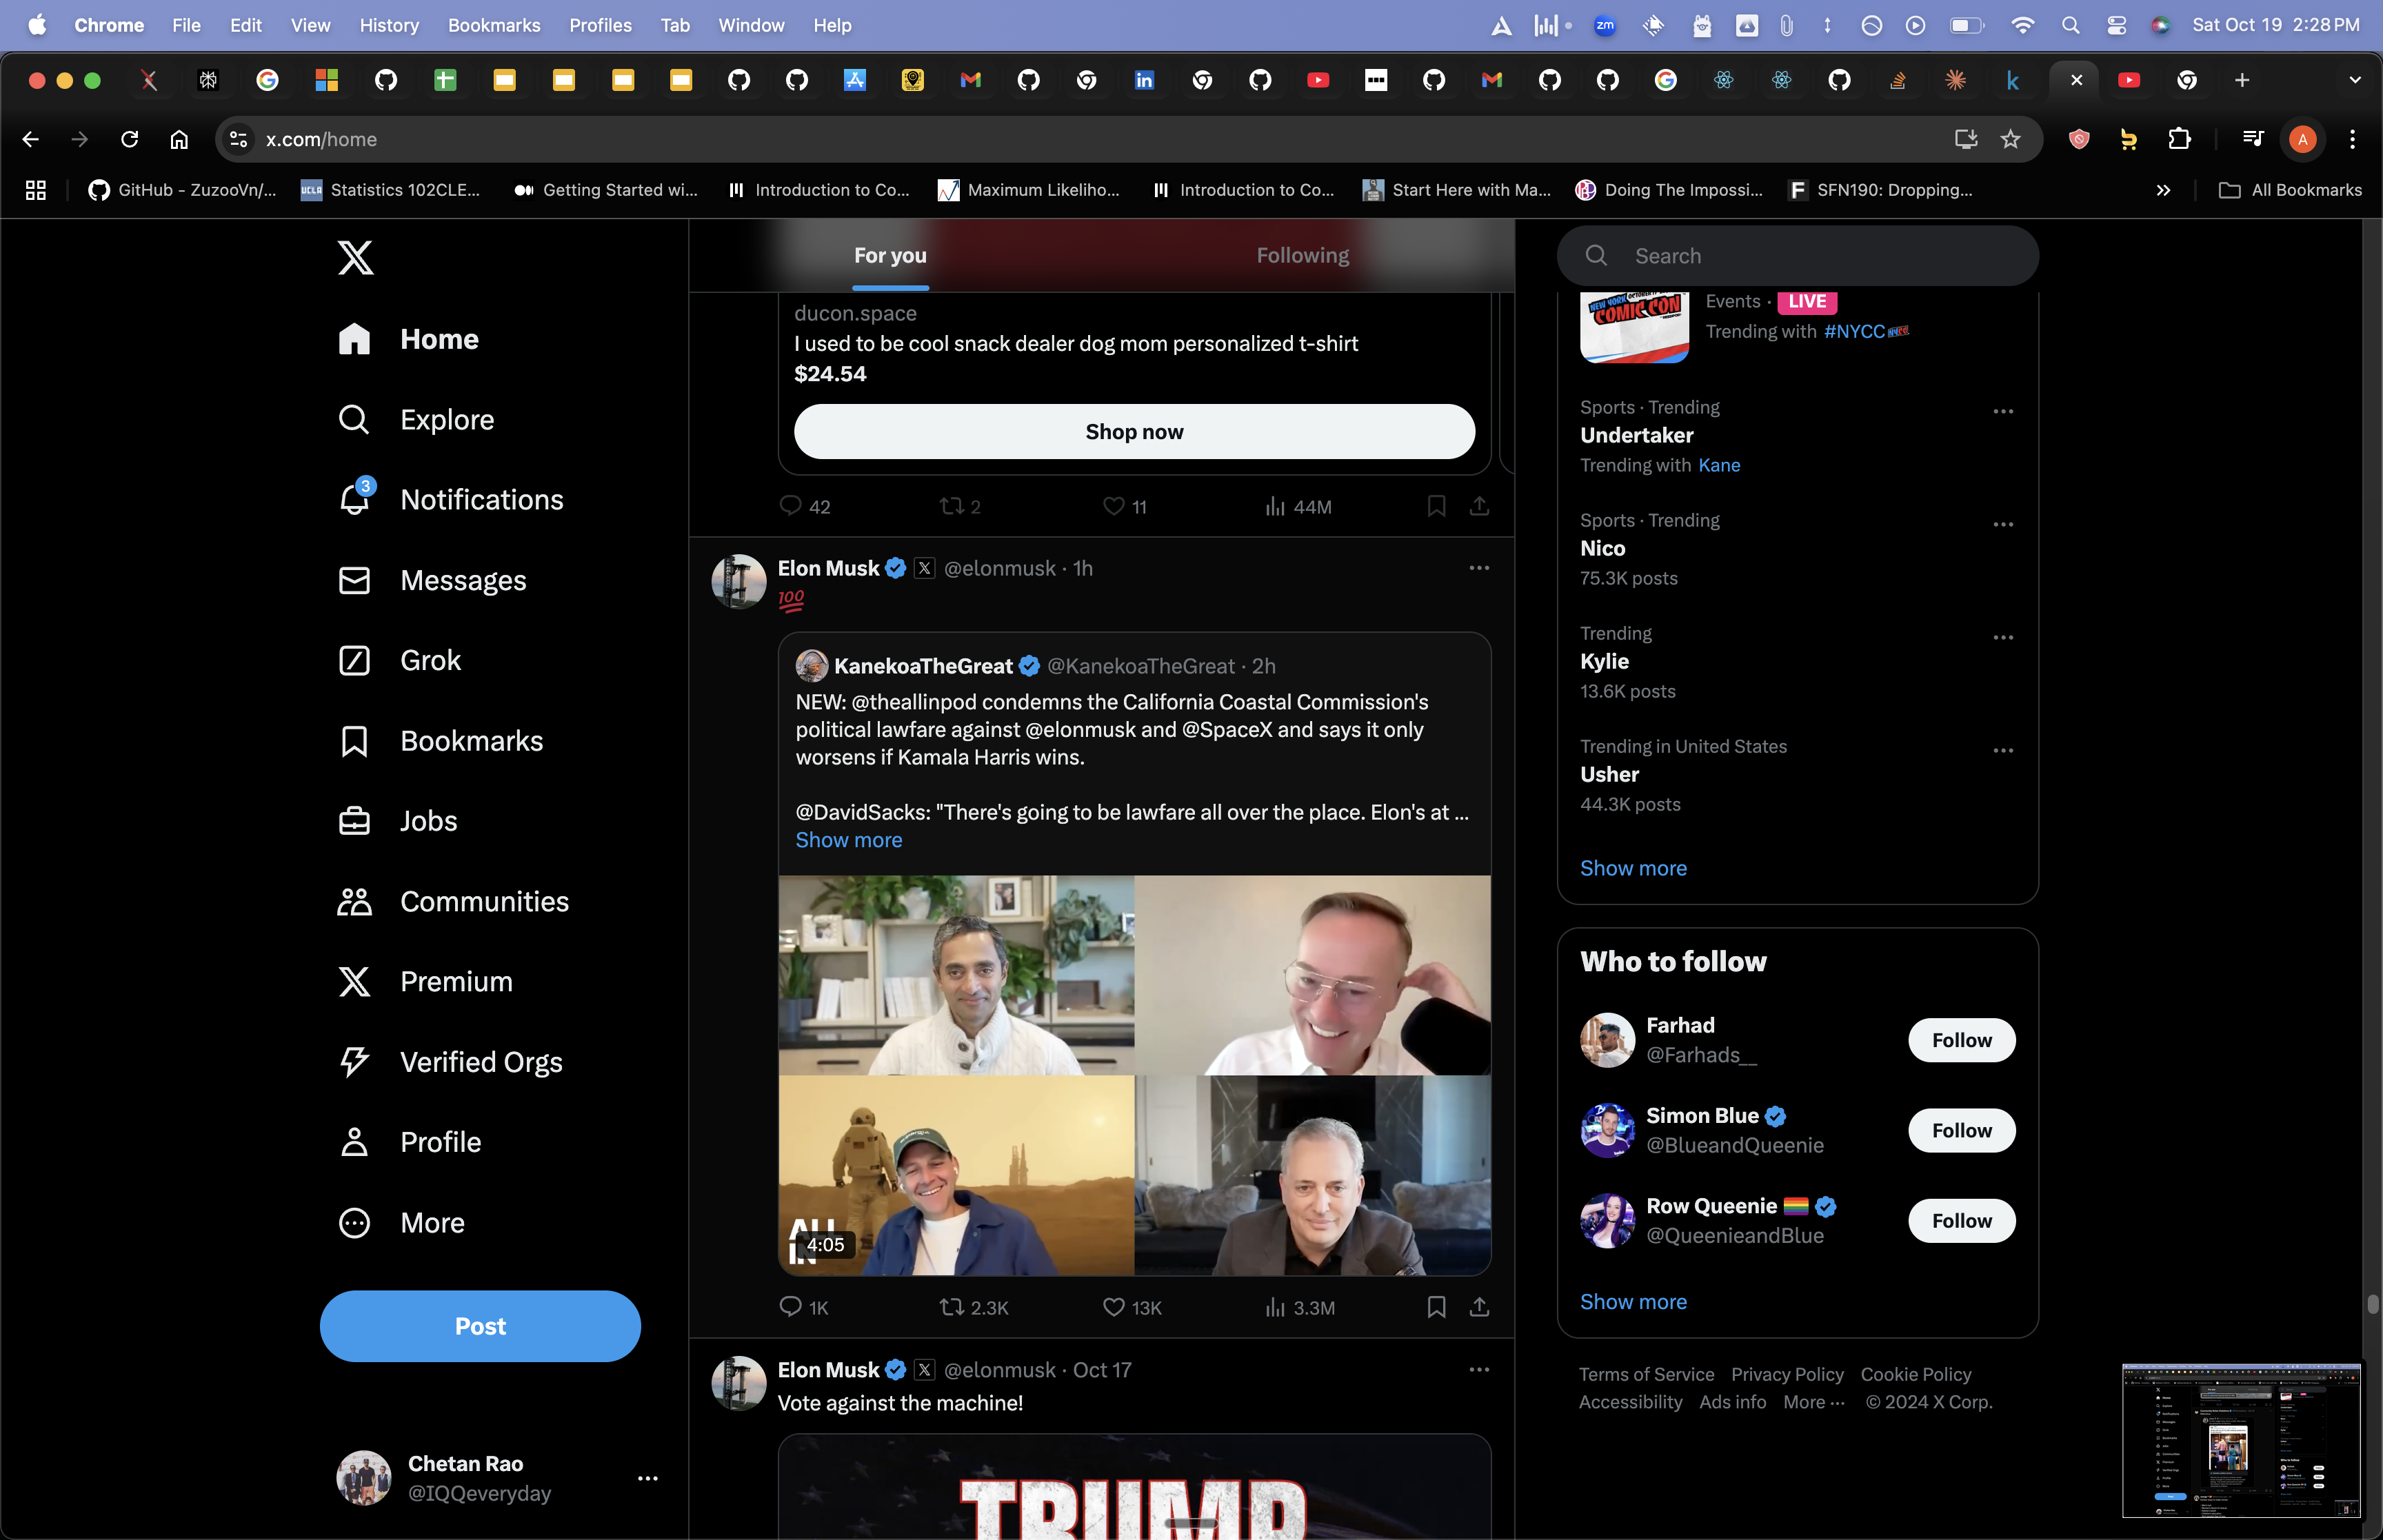 Chrome File Edit View History Bookmarks Profiles Tab Window Help
zm
Sat Oct 19 2:28 PM
x.com/home
A
GitHub - ZuzooVn/...
UCLA Statistics 102CLE...
Getting Started wi...
Introduction to Co...
Maximum Likeliho...
Introduction to Co...
Start Here with Ma...
Doing The Impossi...
F SFN190: Dropping...
All Bookmarks
Home
Explore
3
Notifications
Messages
Grok
Bookmarks
Jobs
Communities
Premium
Verified Orgs
Profile
More
Post
Chetan Rao
@IQQeveryday
For you Following
ducon.space
I used to be cool snack dealer dog mom personalized t-shirt
$24.54
Shop now
42 2 11 44M
Elon Musk @elonmusk · 1h
💯
KanekoaTheGreat @KanekoaTheGreat · 2h
NEW: @theallinpod condemns the California Coastal Commission's
political lawfare against @elonmusk and @SpaceX and says it only
worsens if Kamala Harris wins.
@DavidSacks: "There's going to be lawfare all over the place. Elon's at ...
Show more
ALL
IN
4:05
1K 2.3K 13K 3.3M
Elon Musk @elonmusk · Oct 17
Vote against the machine!
TRUMP
Search
NEW YORK
COMIC CON
Events · LIVE
Trending with #NYCC
Sports · Trending
Undertaker
Trending with Kane
Sports · Trending
Nico
75.3K posts
Trending
Kylie
13.6K posts
Trending in United States
Usher
44.3K posts
Show more
Who to follow
Farhad
@Farhads__
Follow
Simon Blue
@BlueandQueenie
Follow
Row Queenie 🏳️‍🌈
@QueenieandBlue
Follow
Show more
Terms of Service Privacy Policy Cookie Policy
Accessibility Ads info More ··· © 2024 X Corp.